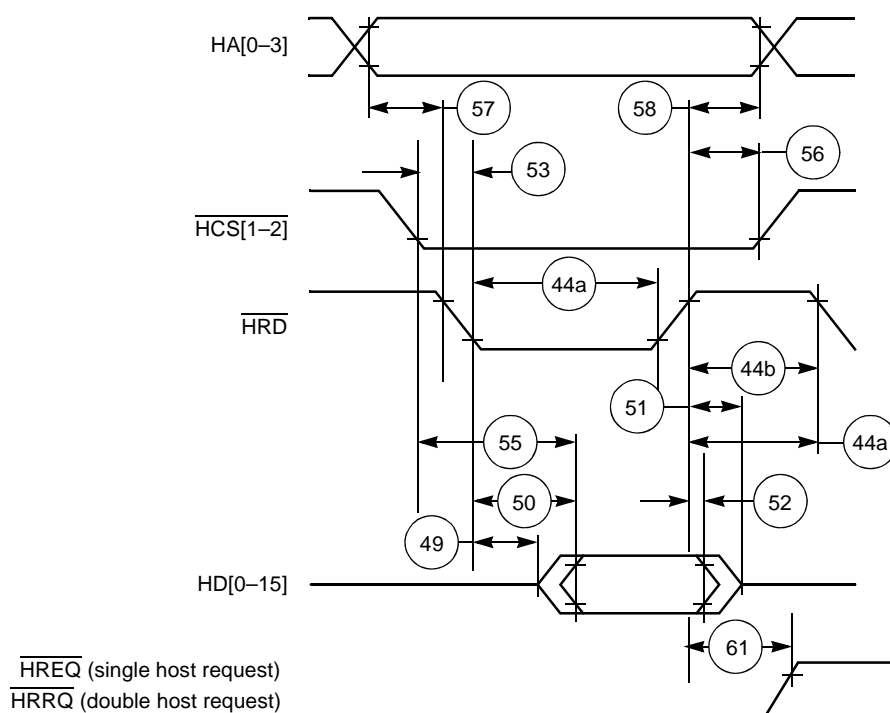 HA[0–3]
57
58
53
56
HCS[1–2]
44a
HRD
44b
51
55
44a
50
52
49
HD[0–15]
61
HREQ (single host request)
HRRQ (double host request)